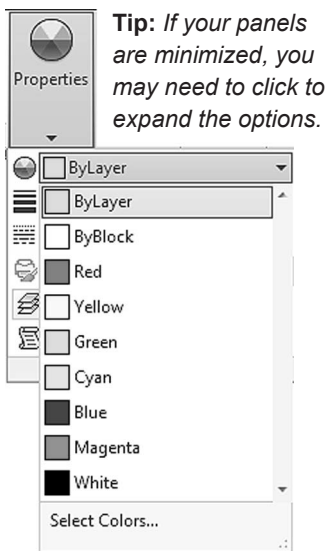 Tip: If your panels
are minimized, you
may need to click to
expand the options.
Properties
ByLayer
ByLayer
ByBlock
Red
Yellow
Green
Cyan
Blue
Magenta
White
Select Colors...